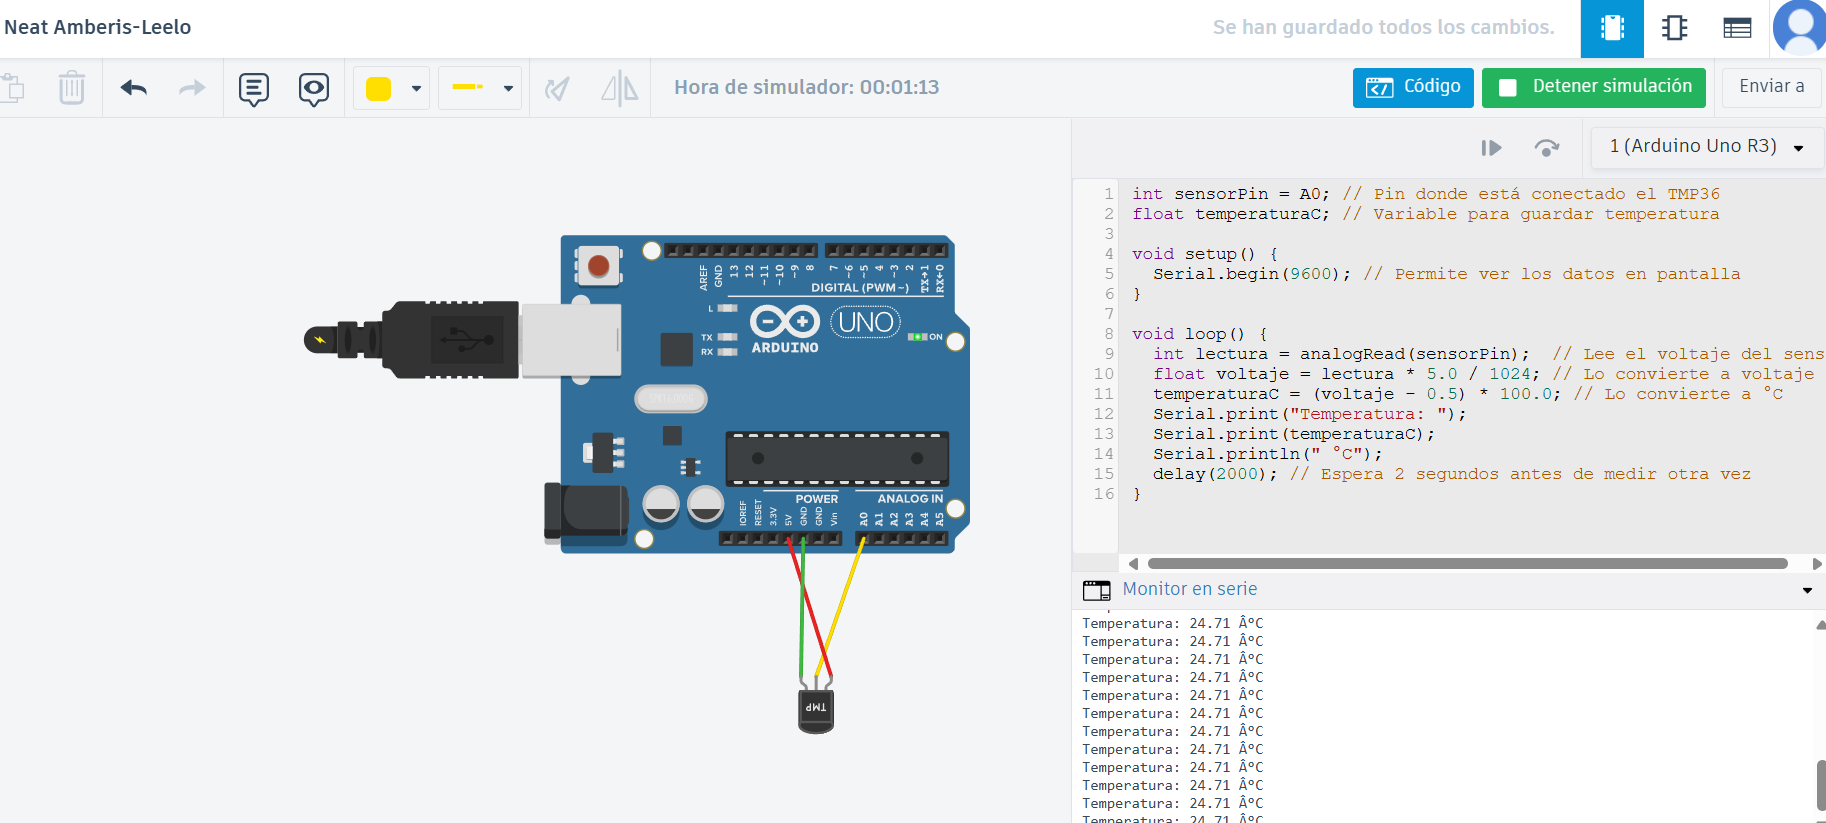 Neat Amberis-Leelo
Se han guardado todos los cambios.
Hora de simulador: 00:01:13
Código
Detener simulación
Enviar a
1 (Arduino Uno R3)
AREF
GND
13
12
~11
~10
~9
8
7
~6
~5
4
~3
2
TX→1
RX←0
DIGITAL (PWM~)
L
TX
RX
ARDUINO
UNO
ON
POWER
ANALOG IN
IOREF
RESET
3.3V
5V
GND
GND
Vin
A0
A1
A2
A3
A4
A5
TMP
1 int sensorPin = A0; // Pin donde está conectado el TMP36
2 float temperaturaC; // Variable para guardar temperatura
3
4 void setup() {
5   Serial.begin(9600); // Permite ver los datos en pantalla
6 }
7
8 void loop() {
9   int lectura = analogRead(sensorPin);  // Lee el voltaje del sens
10   float voltaje = lectura * 5.0 / 1024; // Lo convierte a voltaje
11   temperaturaC = (voltaje - 0.5) * 100.0; // Lo convierte a °C
12   Serial.print("Temperatura: ");
13   Serial.print(temperaturaC);
14   Serial.println(" °C");
15   delay(2000); // Espera 2 segundos antes de medir otra vez
16 }
Monitor en serie
Temperatura: 24.71 Â°C
Temperatura: 24.71 Â°C
Temperatura: 24.71 Â°C
Temperatura: 24.71 Â°C
Temperatura: 24.71 Â°C
Temperatura: 24.71 Â°C
Temperatura: 24.71 Â°C
Temperatura: 24.71 Â°C
Temperatura: 24.71 Â°C
Temperatura: 24.71 Â°C
Temperatura: 24.71 Â°C
Temperatura: 24.71 Â°C